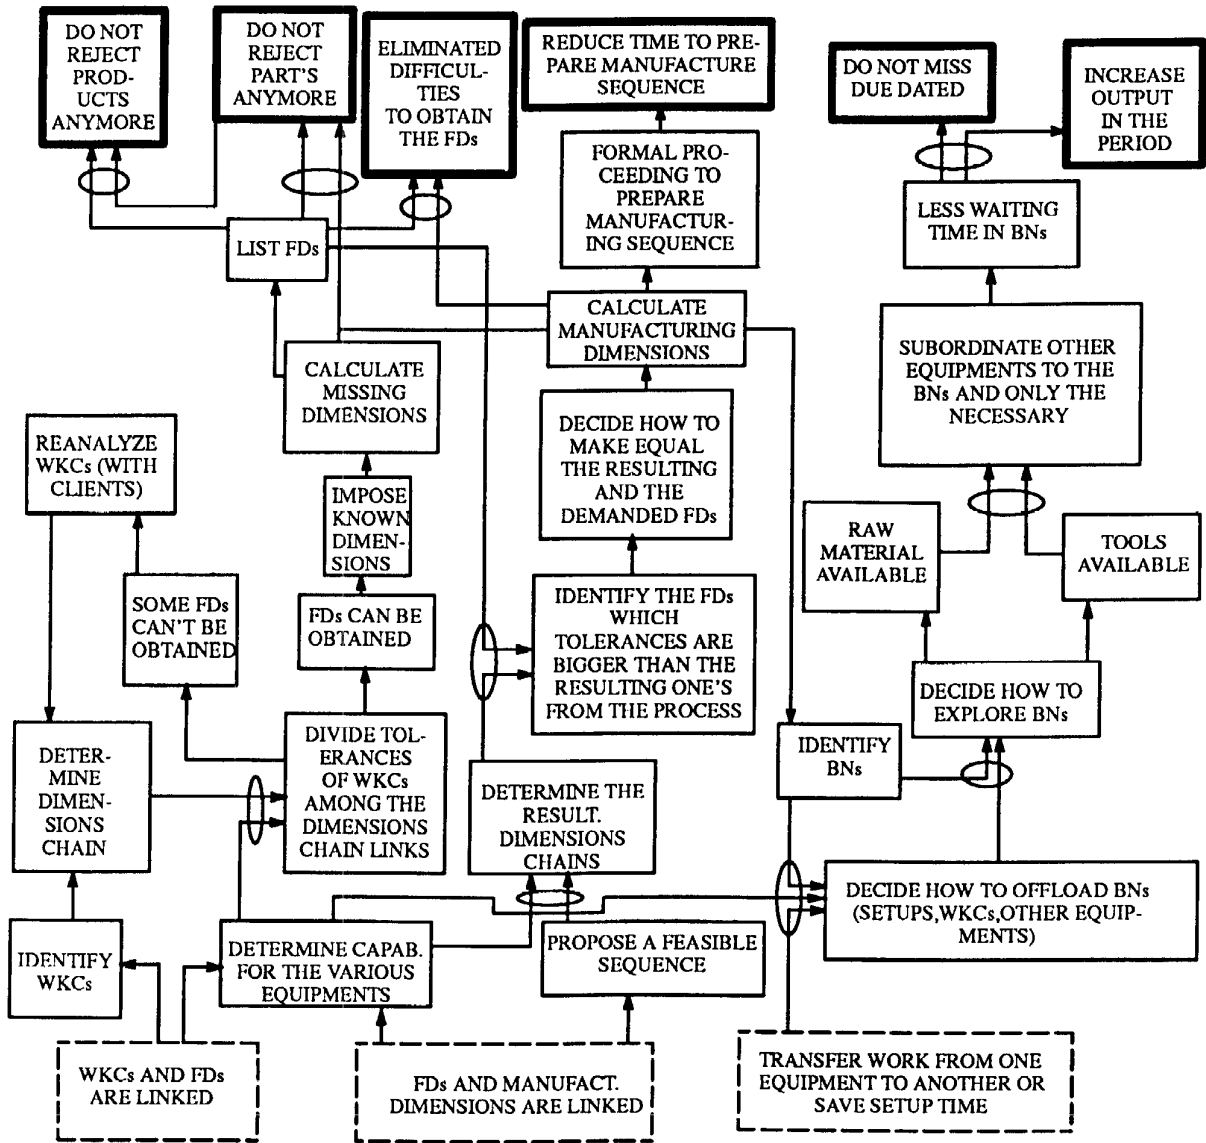 DO NOT
REJECT
PROD-
UCTS
ANYMORE
DO NOT
REJECT
PART'S
ANYMORE
ELIMINATED
DIFFICUL-
TIES
TO OBTAIN
THE FDs
REDUCE TIME TO PRE-
PARE MANUFACTURE
SEQUENCE
DO NOT MISS
DUE DATED
INCREASE
OUTPUT
IN THE
PERIOD
FORMAL PRO-
CEEDING TO
PREPARE
MANUFACTUR-
ING SEQUENCE
LESS WAITING
TIME IN BNs
LIST FDs
CALCULATE
MANUFACTURING
DIMENSIONS
SUBORDINATE OTHER
EQUIPMENTS TO THE
BNs AND ONLY THE
NECESSARY
CALCULATE
MISSING
DIMENSIONS
DECIDE HOW TO
MAKE EQUAL
THE RESULTING
AND THE
DEMANDED FDs
REANALYZE
WKCs (WITH
CLIENTS)
IMPOSE
KNOWN
DIMEN-
SIONS
RAW
MATERIAL
AVAILABLE
TOOLS
AVAILABLE
SOME FDs
CAN'T BE
OBTAINED
FDs CAN BE
OBTAINED
IDENTIFY THE FDs
WHICH
TOLERANCES ARE
BIGGER THAN THE
RESULTING ONE'S
FROM THE PROCESS
DECIDE HOW TO
EXPLORE BNs
DETER-
MINE
DIMEN-
SIONS
CHAIN
DIVIDE TOL-
ERANCES
OF WKCs
AMONG THE
DIMENSIONS
CHAIN LINKS
DETERMINE THE
RESULT.
DIMENSIONS
CHAINS
IDENTIFY
BNs
IDENTIFY
WKCs
DETERMINE CAPAB.
FOR THE VARIOUS
EQUIPMENTS
PROPOSE A FEASIBLE
SEQUENCE
DECIDE HOW TO OFFLOAD BNs
(SETUPS,WKCs,OTHER EQUIP-
MENTS)
WKCs AND FDs
ARE LINKED
FDs AND MANUFACT.
DIMENSIONS ARE LINKED
TRANSFER WORK FROM ONE
EQUIPMENT TO ANOTHER OR
SAVE SETUP TIME